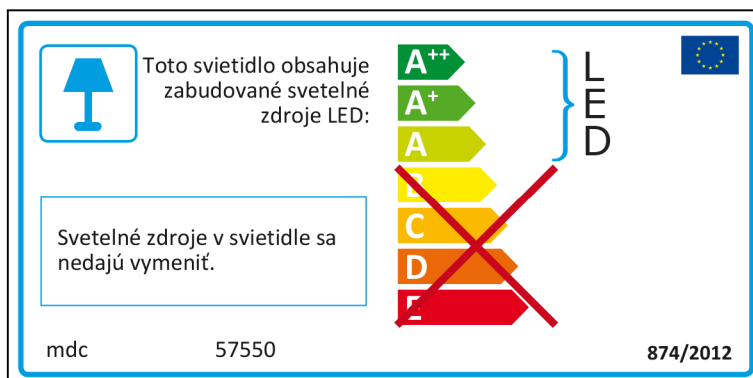 Toto svietidlo obsahuje
zabudované svetelné
zdroje LED:
A++
A+
A
B
C
D
E
L
E
D
Svetelné zdroje v svietidle sa
nedajú vymeniť.
mdc 57550
874/2012